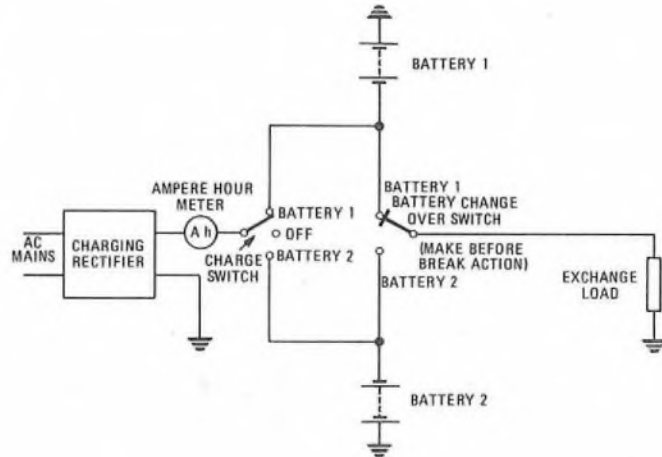 BATTERY 1
BATTERY 1
BATTERY CHANGE
OVER SWITCH
(MAKE BEFORE
BREAK ACTION)
BATTERY 2
AMPERE HOUR
METER
Ah
BATTERY 1
OFF
BATTERY 2
CHARGE
SWITCH
AC
MAINS
CHARGING
RECTIFIER
EXCHANGE
LOAD
BATTERY 2